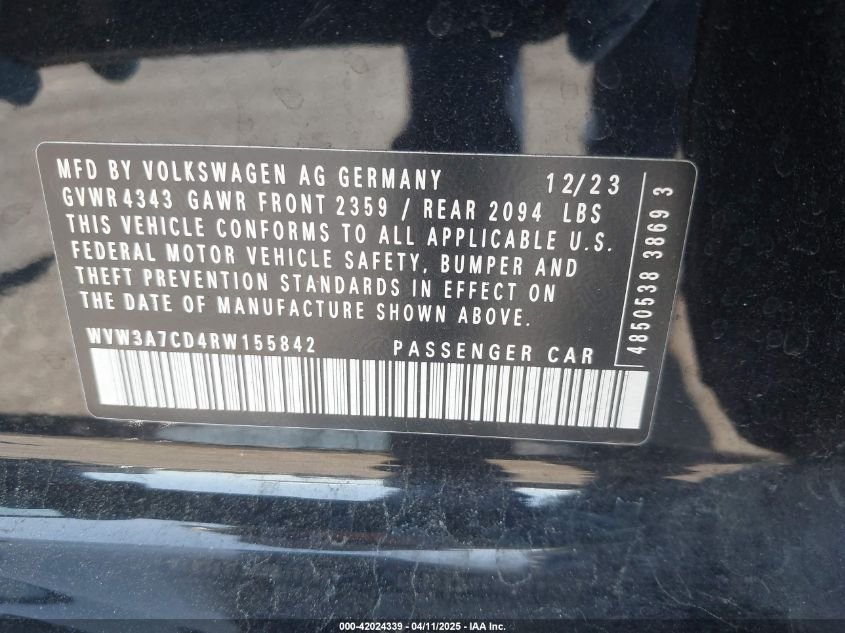 MFD BY VOLKSWAGEN AG GERMANY 12/23
GVWR 4343 GAWR FRONT 2359 / REAR 2094 LBS
THIS VEHICLE CONFORMS TO ALL APPLICABLE U.S.
FEDERAL MOTOR VEHICLE SAFETY, BUMPER AND
THEFT PREVENTION STANDARDS IN EFFECT ON
THE DATE OF MANUFACTURE SHOWN ABOVE.
WVW3A7CD4RW155842 PASSENGER CAR
4850538 3869 3
000-42024339 - 04/11/2025 - IAA Inc.